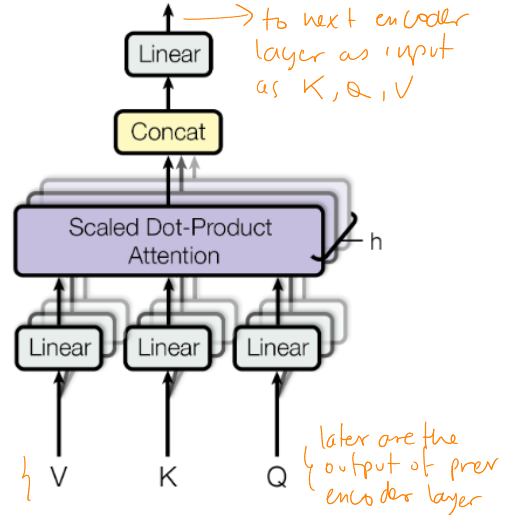 to next encoder
layer as input
as K, Q, V
Linear
Concat
Scaled Dot-Product
Attention
h
Linear
Linear
Linear
V
K
Q
later are the
output of prev
encoder layer